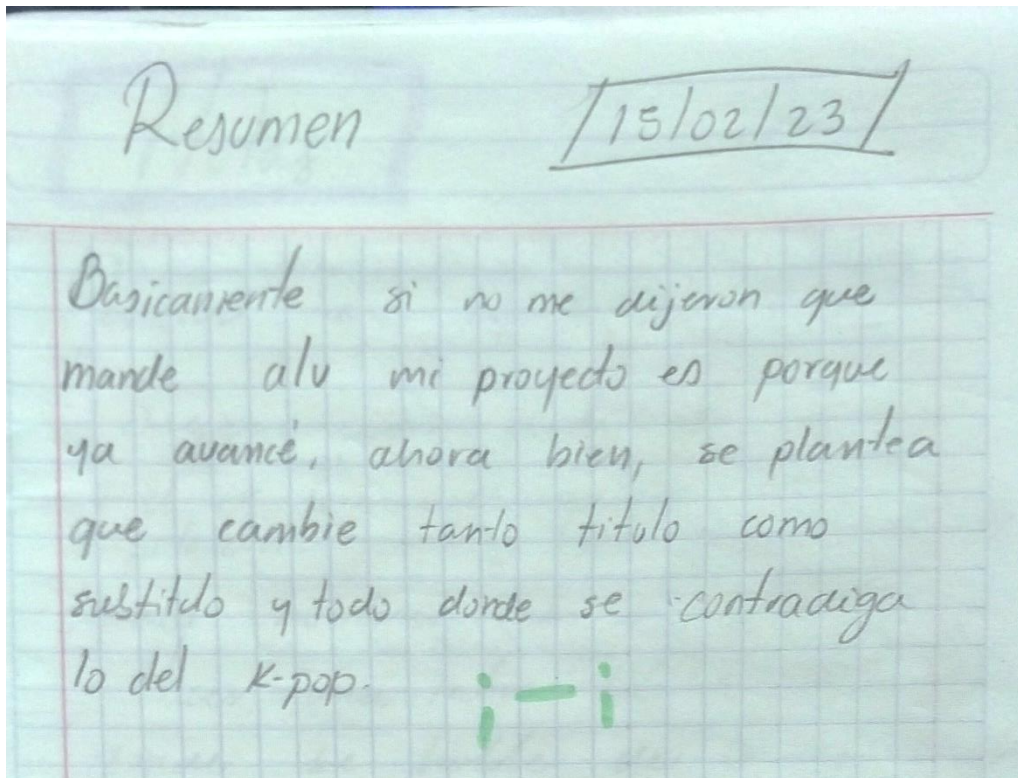 Resumen /15/02/23/
Basicamente si no me dijeron que
mande alv mi proyecto es porque
ya avancé, ahora bien, se plantea
que cambie tanto titulo como
sustitulo y todo donde se contradiga
lo del K-pop.
¡-¡